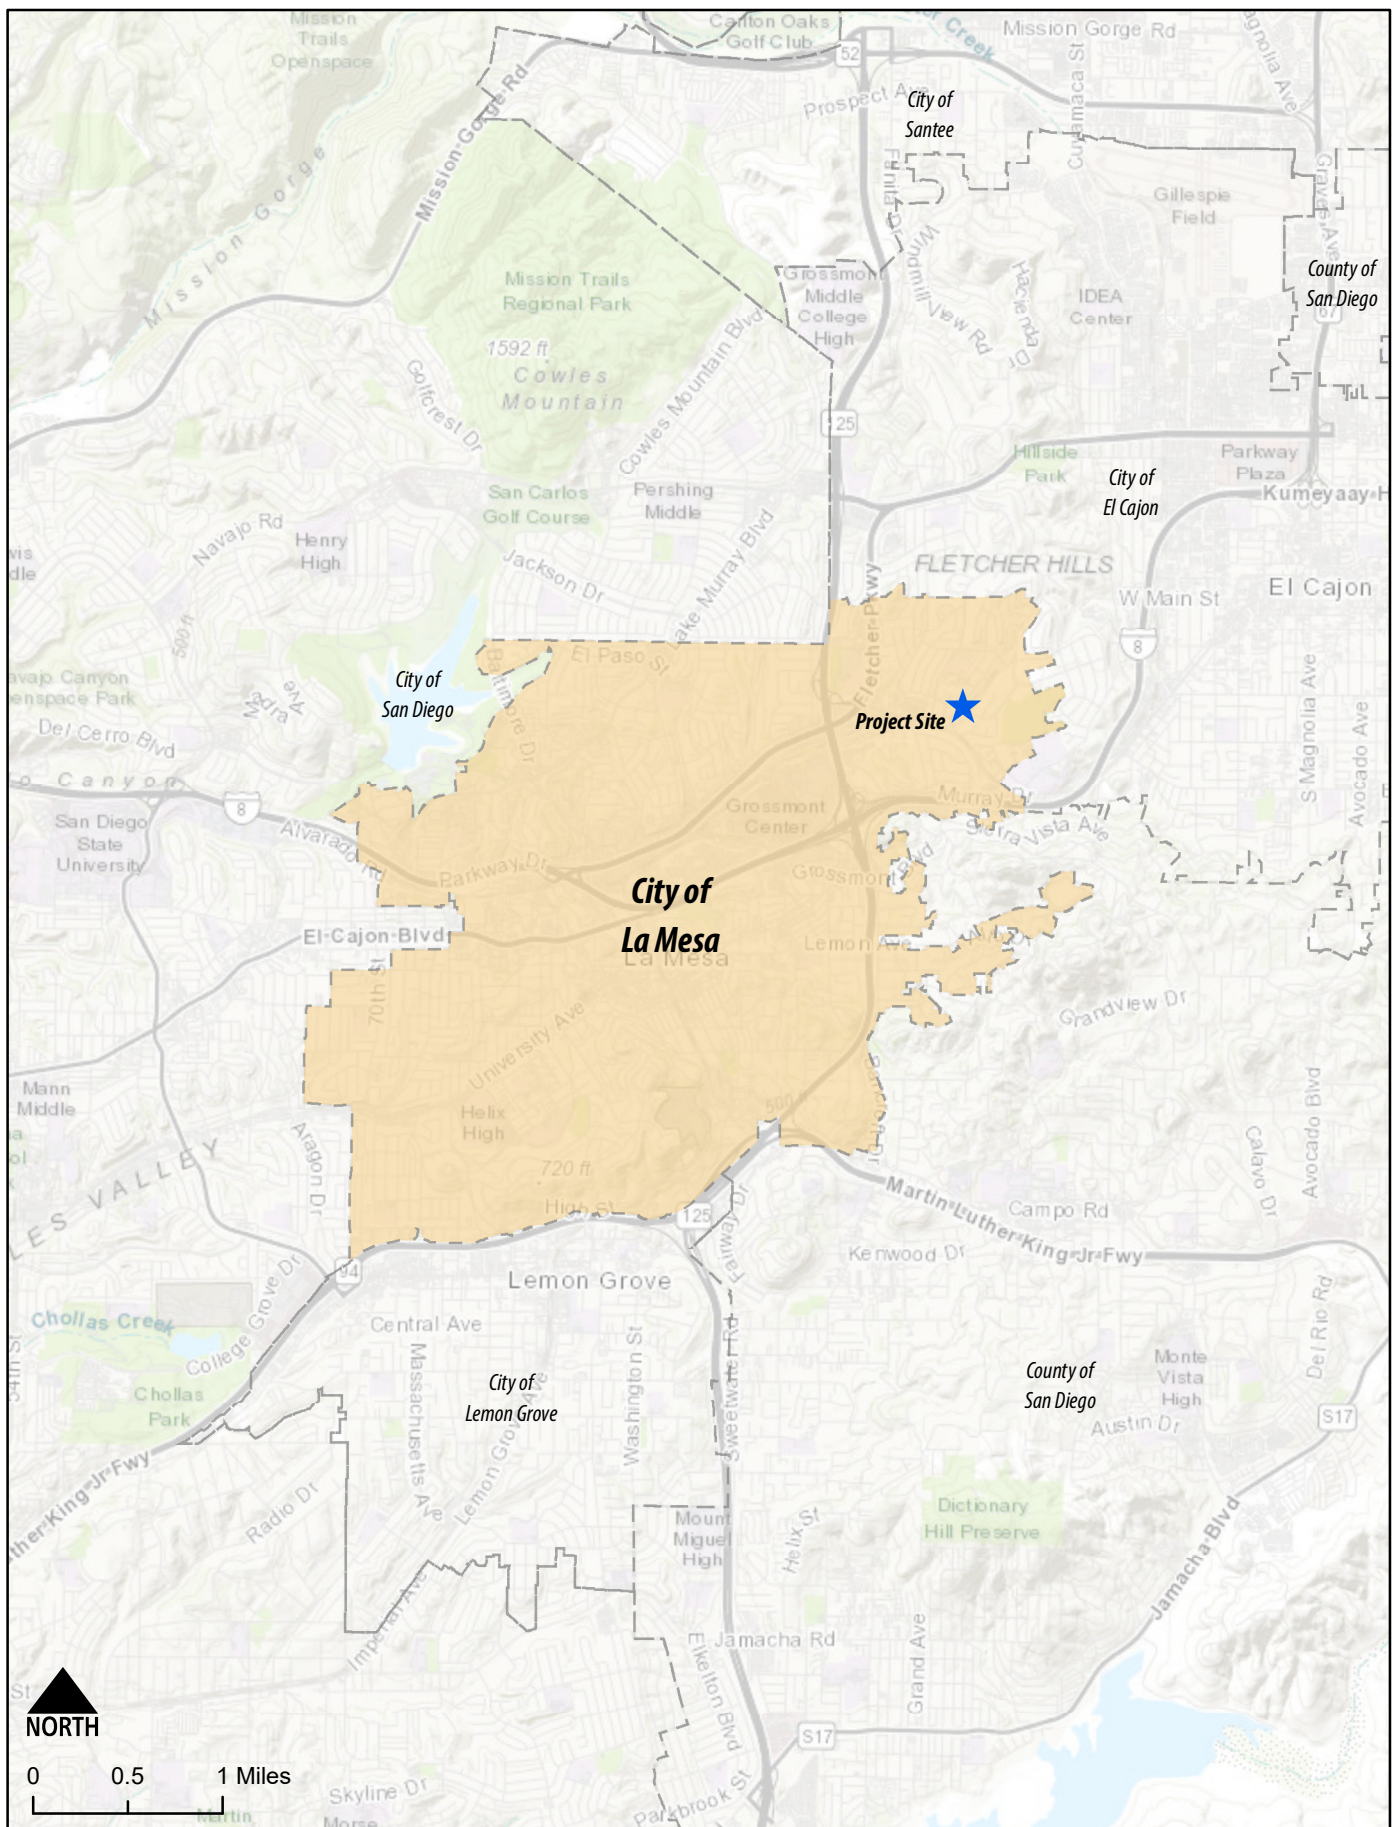 Mission
Trails
Openspace
Carlton Oaks
Golf Club
52
Mission Gorge Rd
Prospect Ave
City of
Santee
Cuyamaca St
Mission Gorge Rd
Mission Gorge
Fanita Dr
Graves Ave
Gillespie
Field
Windmill View Rd
Hacienda Dr
County of
San Diego
Mission Trails
Regional Park
Grossmont
Middle
College
High
IDEA
Center
1592 ft
Cowles
Mountain
Cowles Mountain Blvd
Golfcrest Dr
125
Hillside
Park
Parkway
Plaza
City of
El Cajon
San Carlos
Golf Course
Pershing
Middle
Navajo Rd
Henry
High
Jackson Dr
Lake Murray Blvd
Fletcher Pkwy
FLETCHER HILLS
W Main St
El Cajon
500 ft
8
El Paso St
Baltimore Dr
City of
San Diego
Del Cerro Blvd
Project Site
S Magnolia Ave
Avocado Ave
8
Alvarado Rd
San Diego
State
University
Grossmont
Center
Murray Dr
Sierra Vista Ave
Parkway Dr
City of
La Mesa
La Mesa
El Cajon Blvd
Lemon Ave
70th St
University Ave
Grandview Dr
Mann
Middle
Helix
High
500 ft
720 ft
Aragon Dr
Avocado Blvd
Calavo Dr
High St
125
Fairway Dr
Martin Luther King Jr Fwy
Campo Rd
Kenwood Dr
94
Lemon Grove
College Grove Dr
Chollas Creek
Chollas
Park
Central Ave
Massachusetts Ave
City of
Lemon Grove
Lemon Grove Ave
Washington St
Sweetwater Rd
County of
San Diego
Monte
Vista
High
Austin Dr
Del Rio Rd
S17
Radio Dr
Imperial Ave
Mount
Miguel
High
Helix St
Dictionary
Hill Preserve
Jamacha Blvd
Jamacha Rd
Elkelton Blvd
Grand Ave
S17
Parkbrook St
Skyline Dr
NORTH
0 0.5 1 Miles